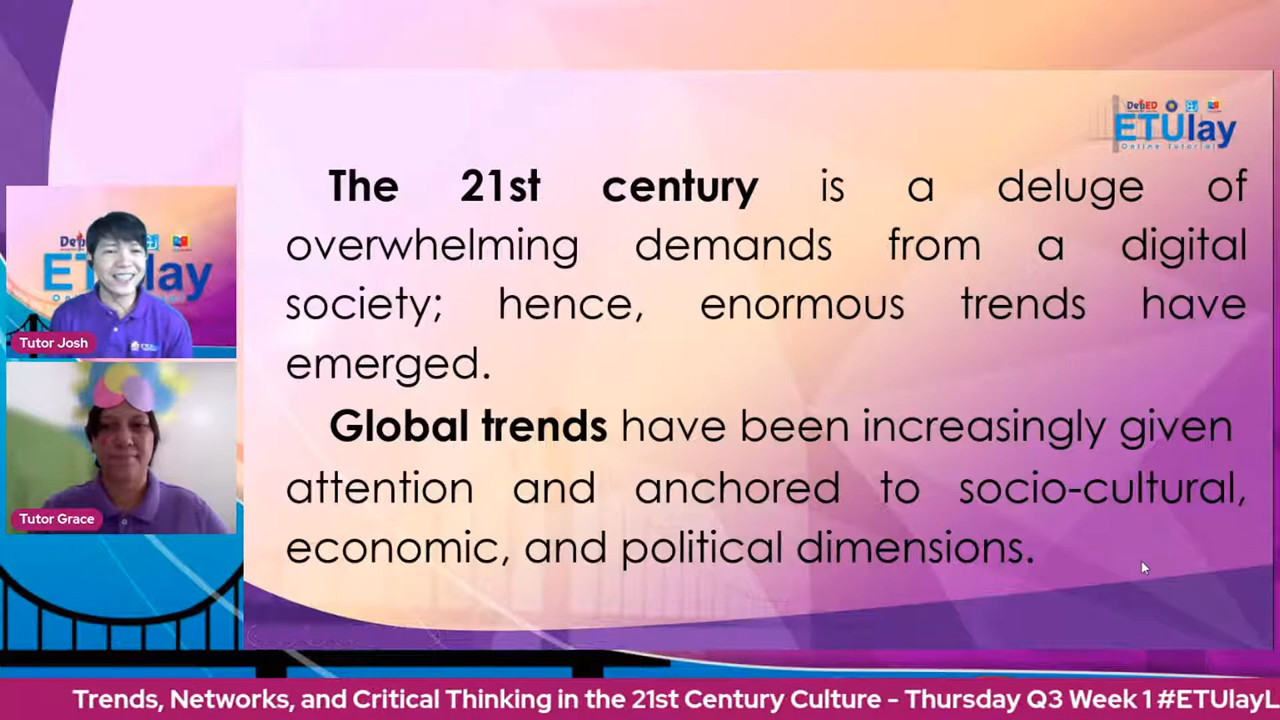 DepED
ETUlay
Online Tutorial
The 21st century is a deluge of
overwhelming demands from a digital
society; hence, enormous trends have
emerged.
Global trends have been increasingly given
attention and anchored to socio-cultural,
economic, and political dimensions.
Tutor Josh
Tutor Grace
Trends, Networks, and Critical Thinking in the 21st Century Culture - Thursday Q3 Week 1 #ETUlayL